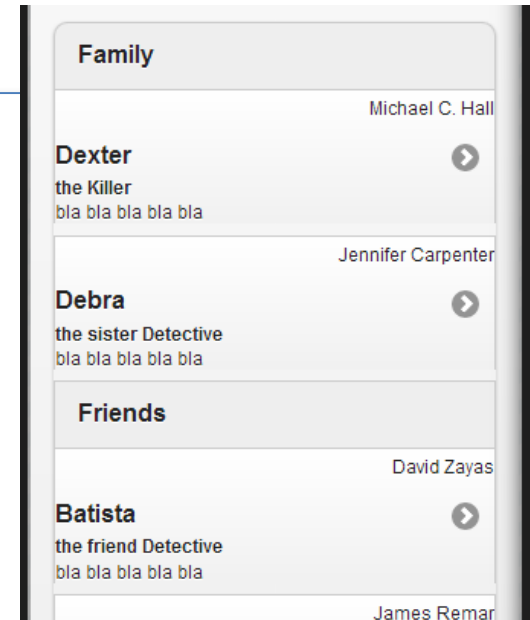 Family
Michael C. Hall
Dexter
the Killer
bla bla bla bla bla
Jennifer Carpenter
Debra
the sister Detective
bla bla bla bla bla
Friends
David Zayas
Batista
the friend Detective
bla bla bla bla bla
James Remar